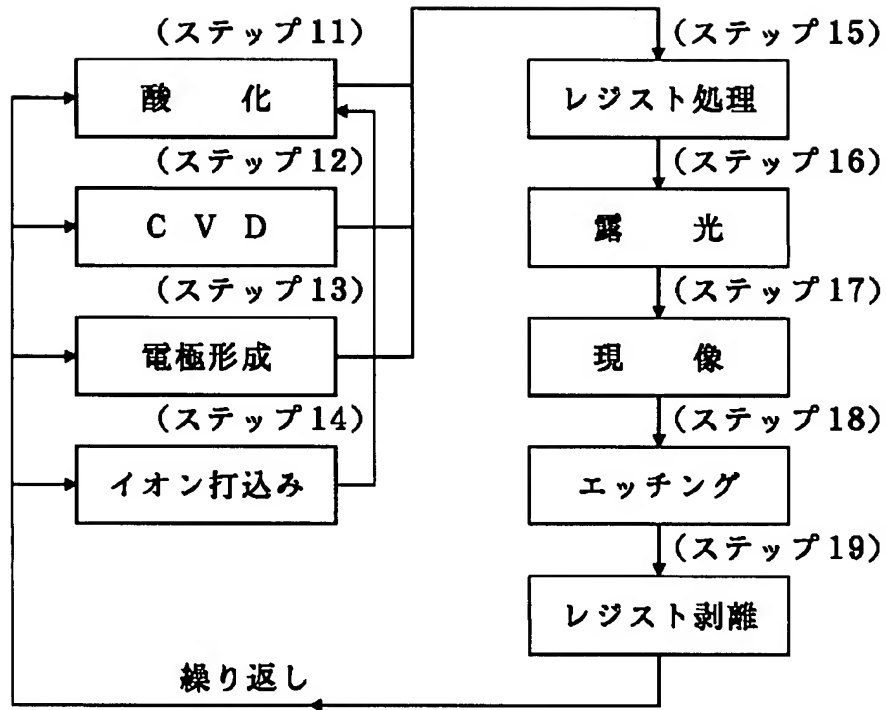 (ステップ11)
酸化
(ステップ12)
CVD
(ステップ13)
電極形成
(ステップ14)
イオン打込み
(ステップ15)
レジスト処理
(ステップ16)
露光
(ステップ17)
現像
(ステップ18)
エッチング
(ステップ19)
レジスト剥離
繰り返し